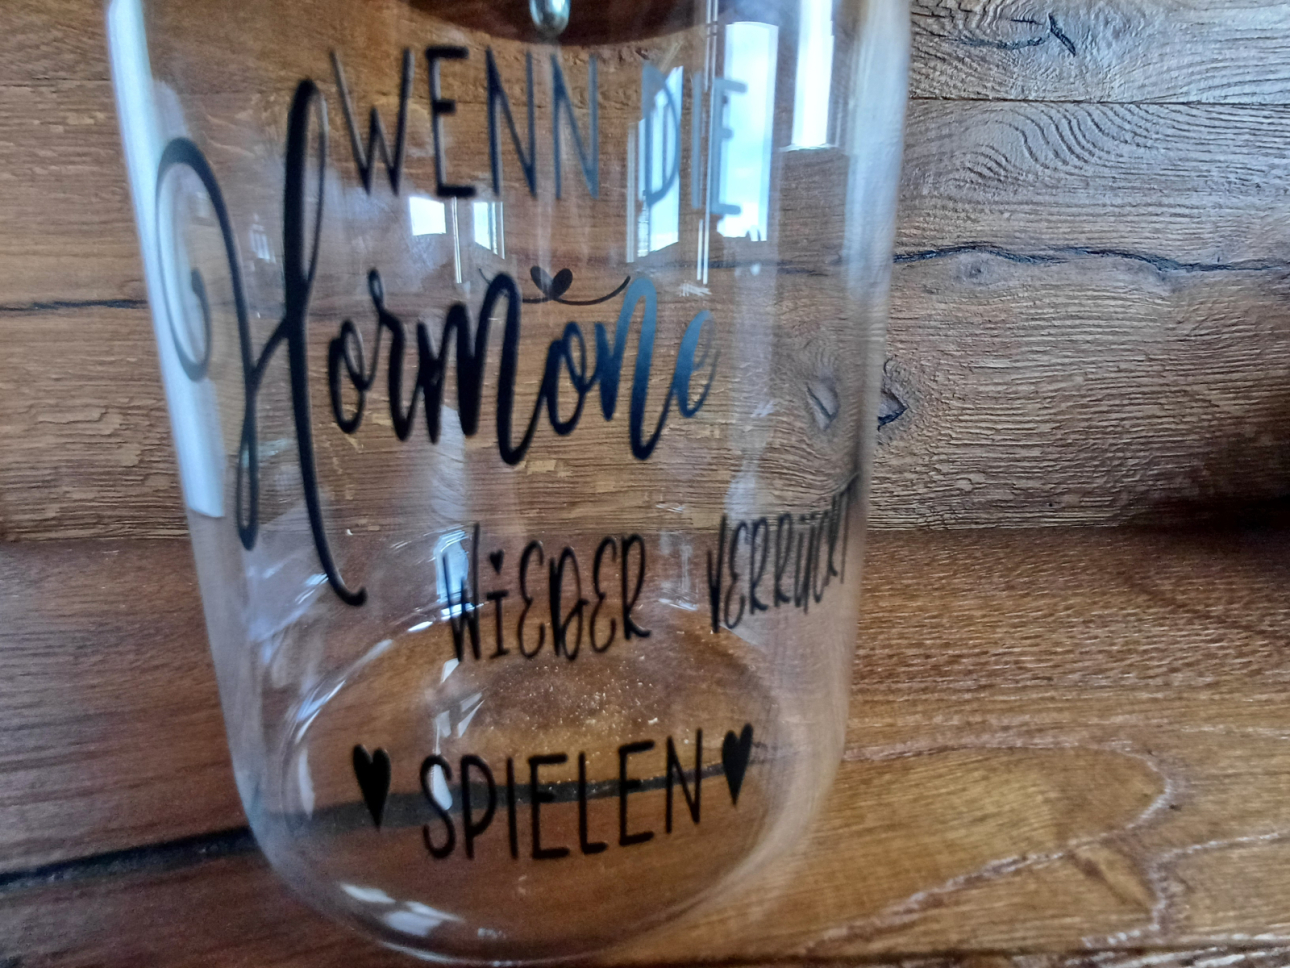 WENN DIE
Hormone
WiEDER VERRÜCKT
SPIELEN